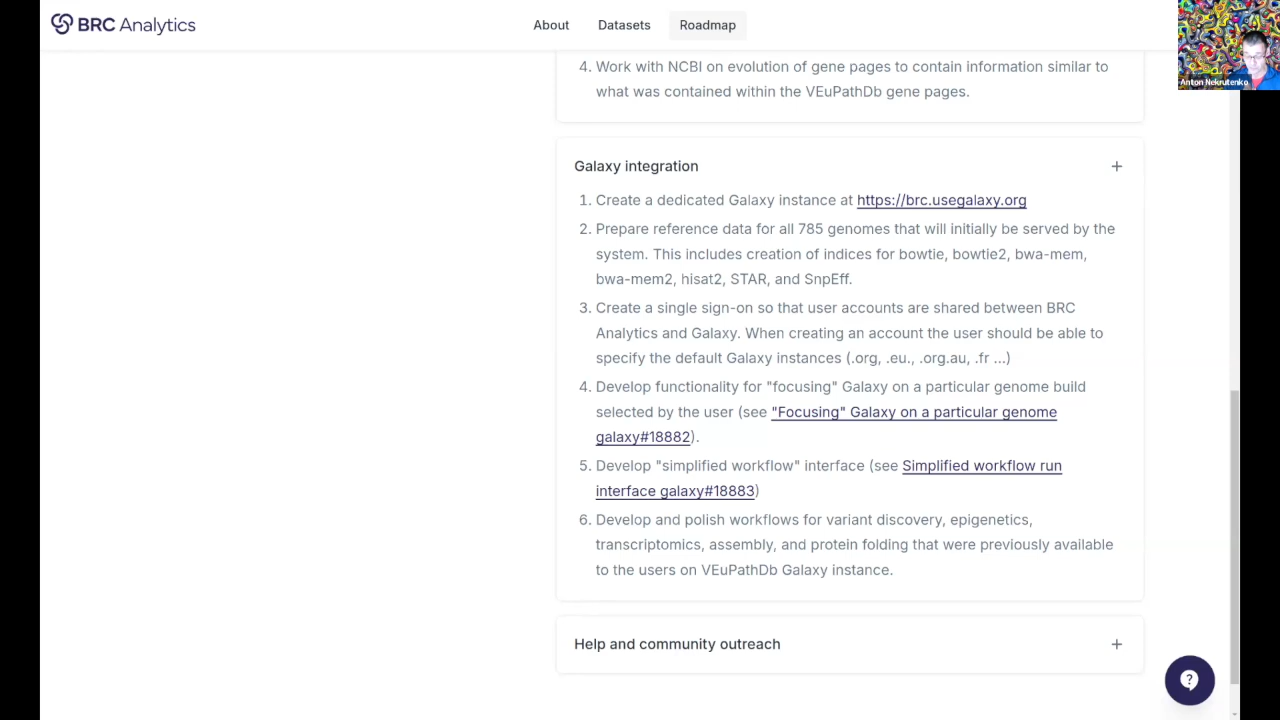 BRC Analytics
About
Datasets
Roadmap
Anton Nekrutenko
4. Work with NCBI on evolution of gene pages to contain information similar to
what was contained within the VEuPathDb gene pages.
Galaxy integration
1. Create a dedicated Galaxy instance at https://brc.usegalaxy.org
2. Prepare reference data for all 785 genomes that will initially be served by the
system. This includes creation of indices for bowtie, bowtie2, bwa-mem,
bwa-mem2, hisat2, STAR, and SnpEff.
3. Create a single sign-on so that user accounts are shared between BRC
Analytics and Galaxy. When creating an account the user should be able to
specify the default Galaxy instances (.org, .eu., .org.au, .fr ...)
4. Develop functionality for "focusing" Galaxy on a particular genome build
selected by the user (see "Focusing" Galaxy on a particular genome
galaxy#18882).
5. Develop "simplified workflow" interface (see Simplified workflow run
interface galaxy#18883)
6. Develop and polish workflows for variant discovery, epigenetics,
transcriptomics, assembly, and protein folding that were previously available
to the users on VEuPathDb Galaxy instance.
Help and community outreach